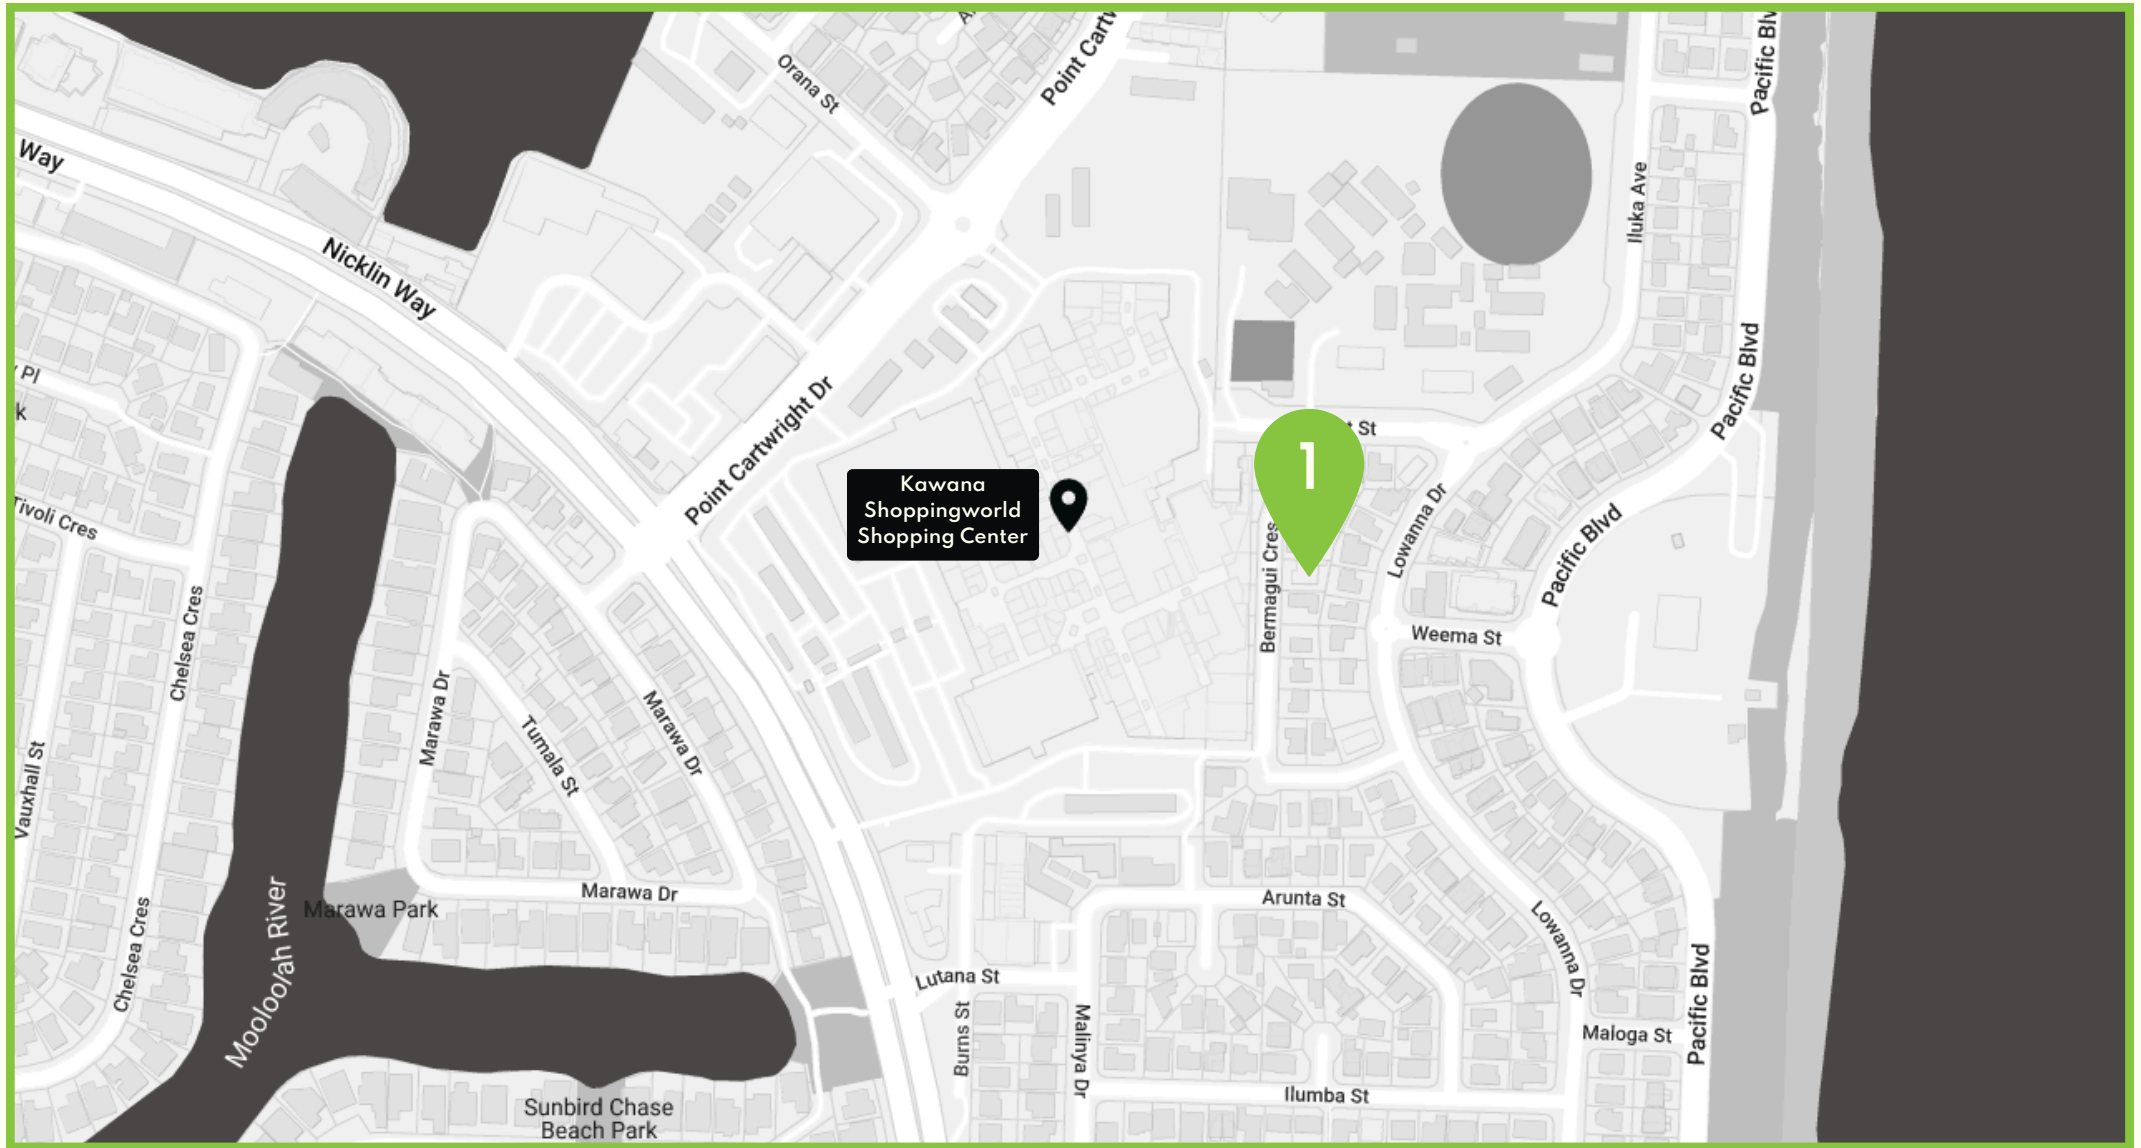 Orana St
Point Cartw
Pacific Blv
Way
Iluka Ave
Nicklin Way
Pacific Blvd
Pl
k
Point Cartwright Dr
St
1
Kawana
Shoppingworld
Shopping Center
Tivoli Cres
Lowanna Dr
Bermagui Cres
Pacific Blvd
Weema St
Chelsea Cres
Marawa Dr
Tumala St
Marawa Dr
Vauxhall St
Marawa Dr
Arunta St
Marawa Park
Mooloolah River
Chelsea Cres
Lowanna Dr
Lutana St
Burns St
Malinya Dr
Maloga St
Pacific Blvd
Ilumba St
Sunbird Chase
Beach Park